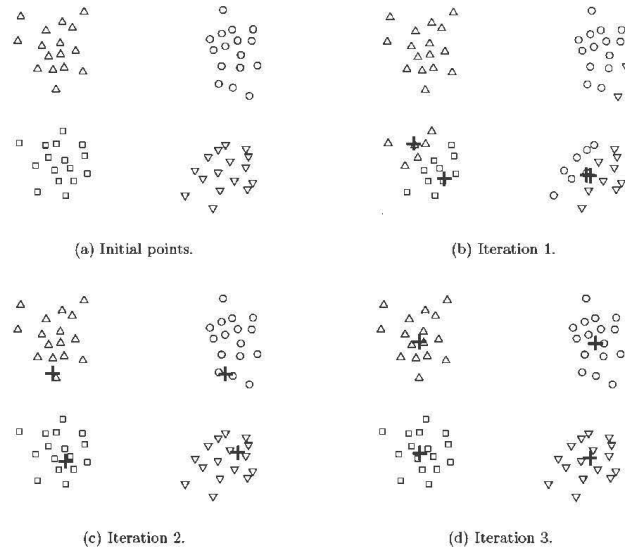 (a) Initial points.
(b) Iteration 1.
(c) Iteration 2.
(d) Iteration 3.